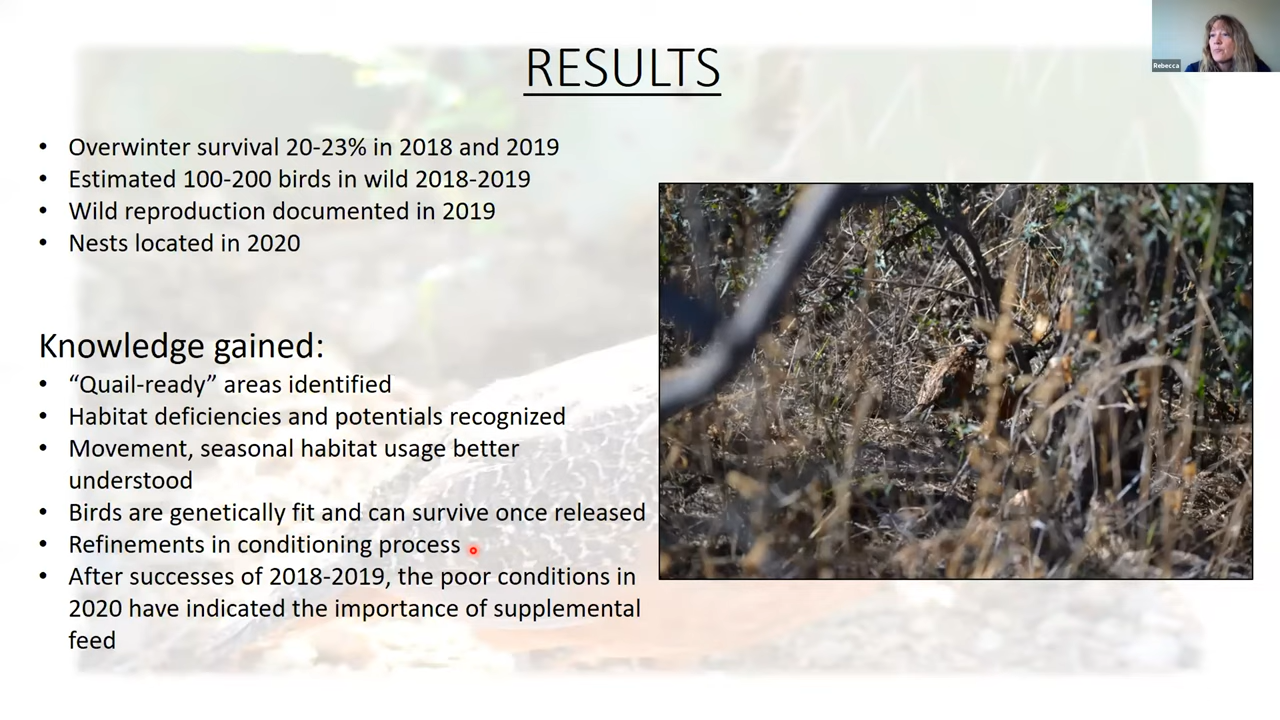 RESULTS
Rebecca
• Overwinter survival 20-23% in 2018 and 2019
• Estimated 100-200 birds in wild 2018-2019
• Wild reproduction documented in 2019
• Nests located in 2020
Knowledge gained:
• “Quail-ready” areas identified
• Habitat deficiencies and potentials recognized
• Movement, seasonal habitat usage better
understood
• Birds are genetically fit and can survive once released
• Refinements in conditioning process
• After successes of 2018-2019, the poor conditions in
2020 have indicated the importance of supplemental
feed